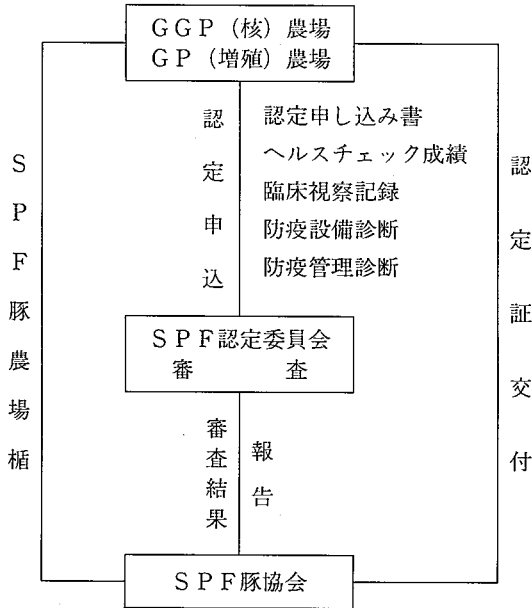 GGP(核)農場
GP(増殖)農場
認定申込
認定申し込み書
ヘルスチェック成績
臨床視察記録
防疫設備診断
防疫管理診断
SPF豚農場楯
認定証交付
SPF認定委員会
審 査
審査結果
報告
SPF豚協会